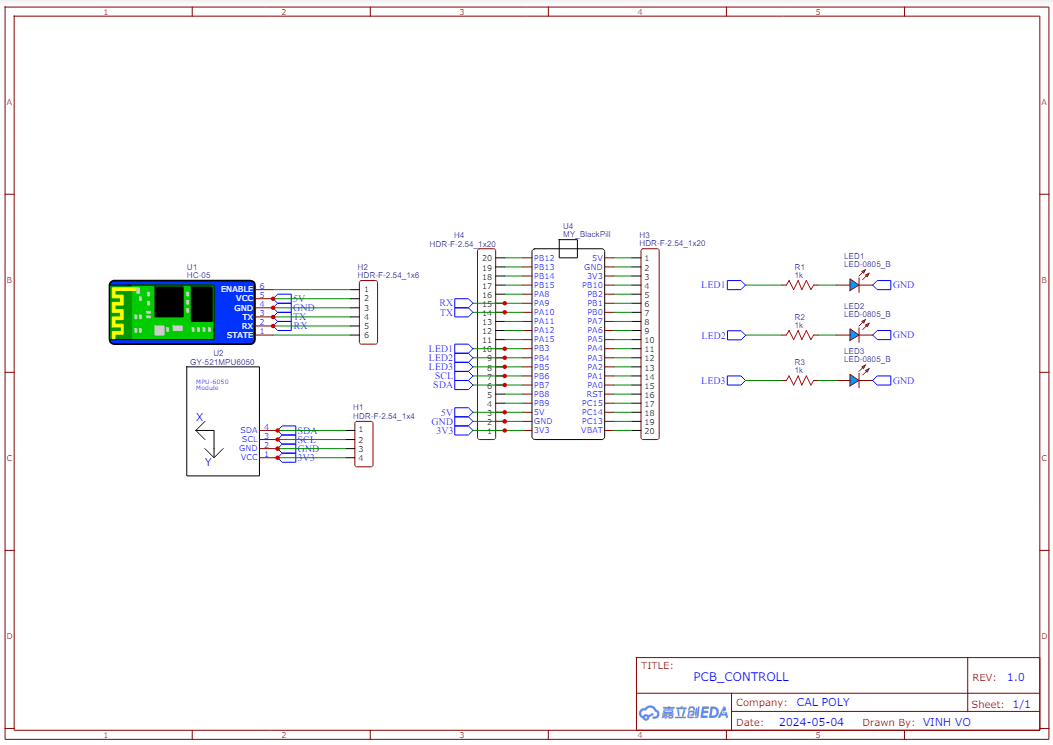 1 2 3 4 5
A A
B B
C C
D D
U1
HC-05
ENABLE 6
VCC 5 5V
GND 4 GND
TX 3 TX
RX 2 RX
STATE 1
H2
HDR-F-2.54_1x6
1
2
3
4
5
6
U2
GY-521MPU6050
MPU-6050
Module
X
Y
SDA 4 SDA
SCL 3 SCL
GND 2 GND
VCC 1 3V3
H1
HDR-F-2.54_1x4
1
2
3
4
H4
HDR-F-2.54_1x20
20
19
18
17
16
RX 15
TX 14
13
12
11
LED1 10
LED2 9
LED3 8
SCL 7
SDA 6
5
4
5V 3
GND 2
3V3 1
U4
MY_BlackPill
PB12 5V
PB13 GND
PB14 3V3
PB15 PB10
PA8 PB2
PA9 PB1
PA10 PB0
PA11 PA7
PA12 PA6
PA15 PA5
PB3 PA4
PB4 PA3
PB5 PA2
PB6 PA1
PB7 PA0
PB8 RST
PB9 PC15
5V PC14
GND PC13
3V3 VBAT
H3
HDR-F-2.54_1x20
1
2
3
4
5
6
7
8
9
10
11
12
13
14
15
16
17
18
19
20
LED1
R1
1k
LED1
LED-0805_B
GND
LED2
R2
1k
LED2
LED-0805_B
GND
LED3
R3
1k
LED3
LED-0805_B
GND
TITLE:
PCB_CONTROLL
REV: 1.0
嘉立创EDA
Company: CAL POLY
Sheet: 1/1
Date: 2024-05-04 Drawn By: VINH VO
1 2 3 4 5